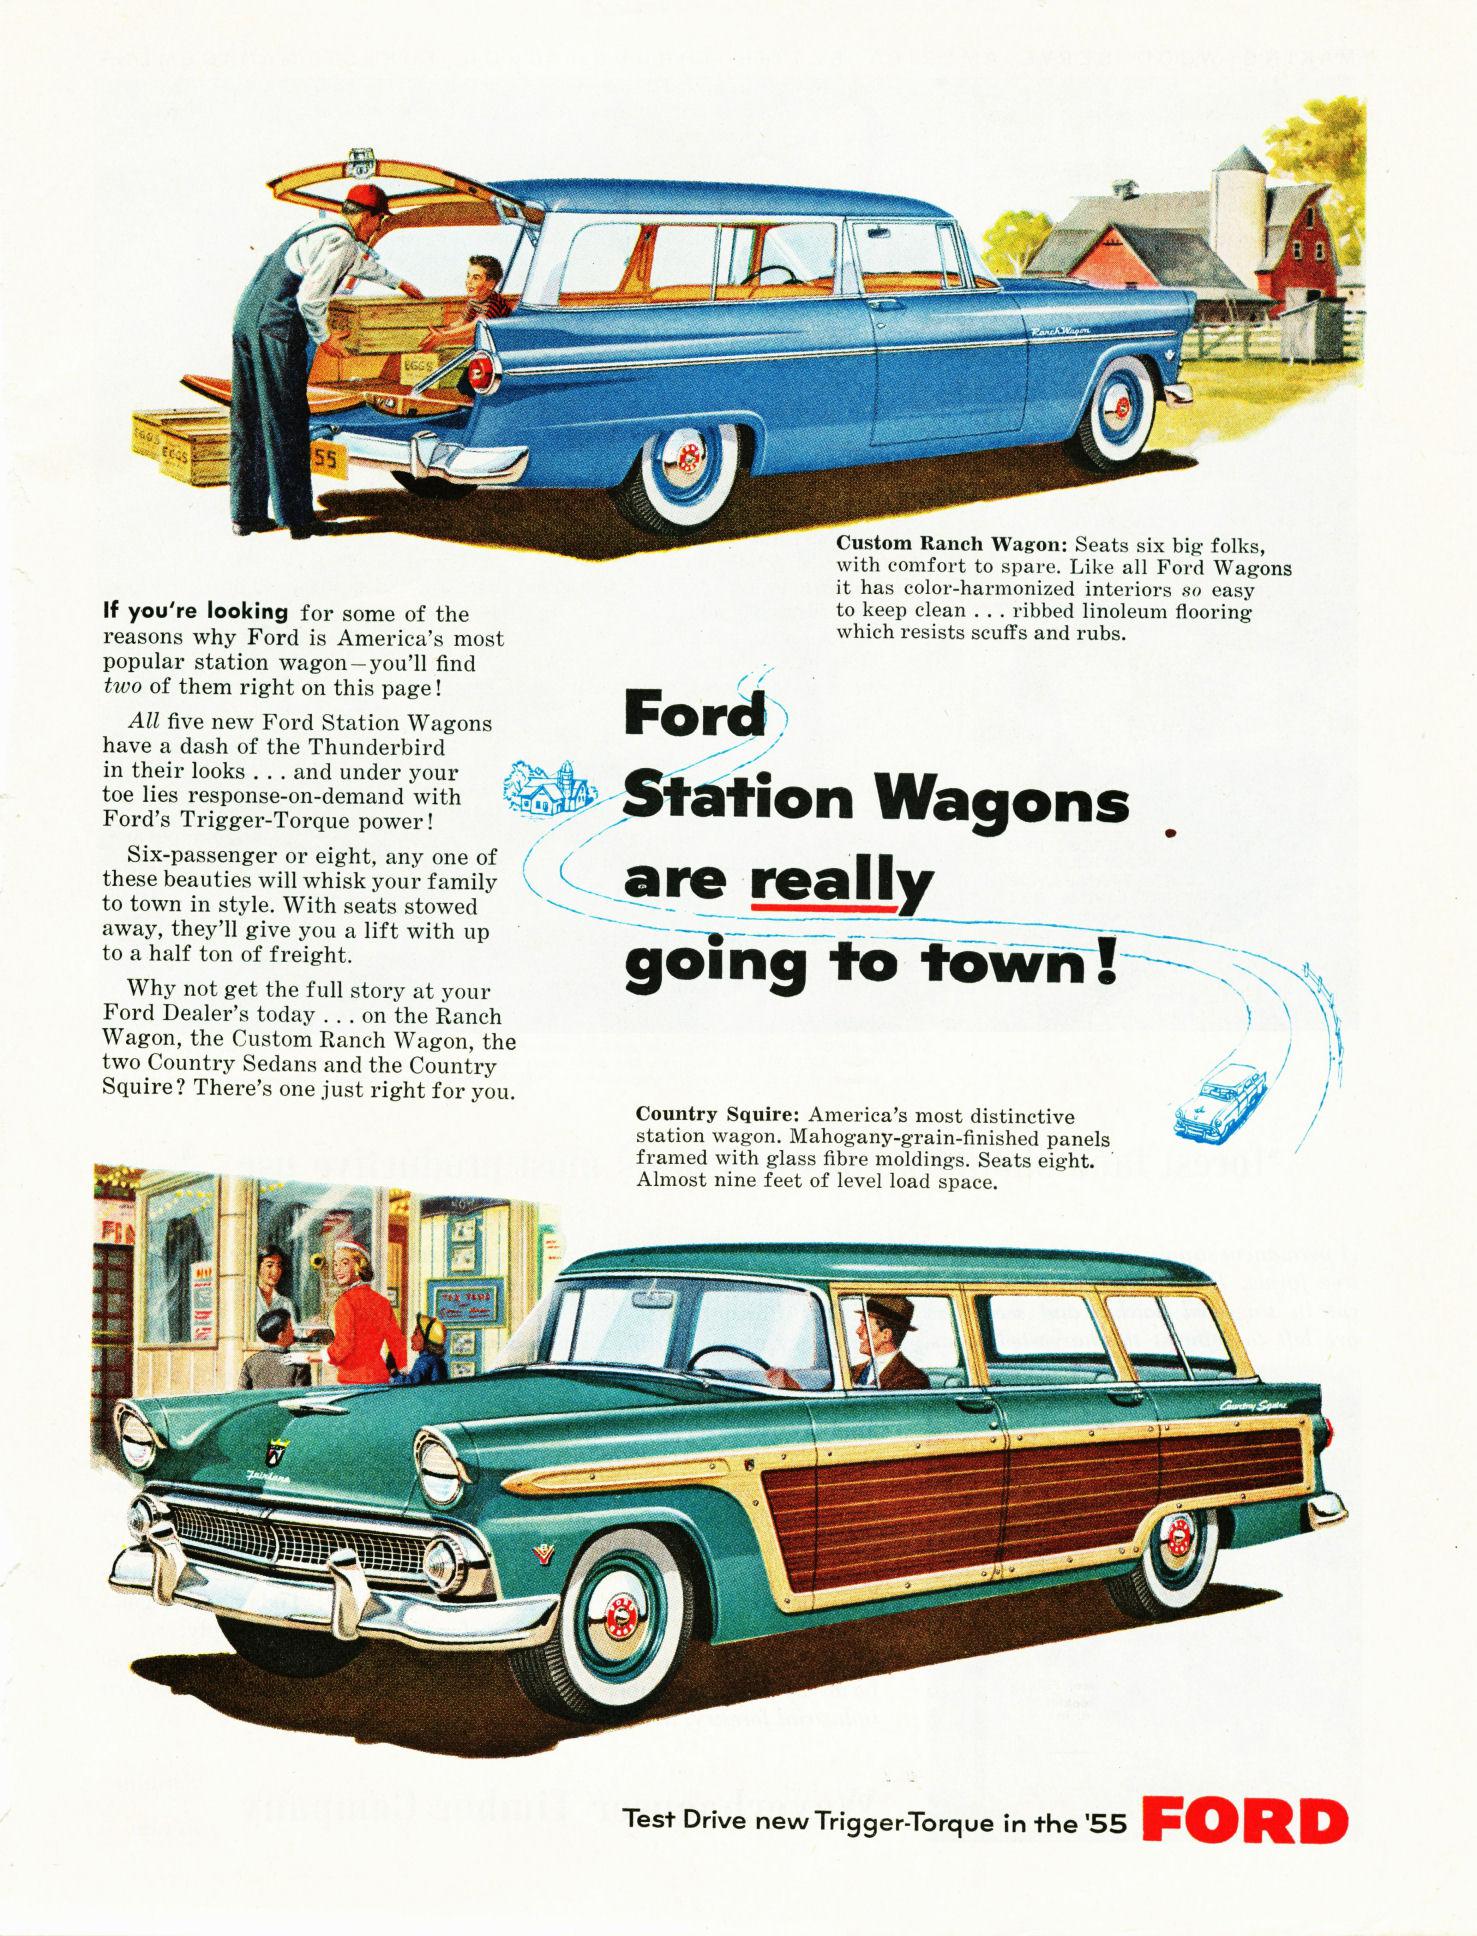 Ranch Wagon
EGGS
EGGS
EGGS
55
Custom Ranch Wagon: Seats six big folks,
with comfort to spare. Like all Ford Wagons
it has color-harmonized interiors so easy
to keep clean . . . ribbed linoleum flooring
which resists scuffs and rubs.
If you're looking for some of the
reasons why Ford is America's most
popular station wagon—you'll find
two of them right on this page!
All five new Ford Station Wagons
have a dash of the Thunderbird
in their looks . . . and under your
toe lies response-on-demand with
Ford's Trigger-Torque power!
Six-passenger or eight, any one of
these beauties will whisk your family
to town in style. With seats stowed
away, they'll give you a lift with up
to a half ton of freight.
Why not get the full story at your
Ford Dealer's today . . . on the Ranch
Wagon, the Custom Ranch Wagon, the
two Country Sedans and the Country
Squire? There's one just right for you.
Ford
Station Wagons
are really
going to town!
Country Squire: America's most distinctive
station wagon. Mahogany-grain-finished panels
framed with glass fibre moldings. Seats eight.
Almost nine feet of level load space.
Country Squire
Fairlane
Test Drive new Trigger-Torque in the '55 FORD